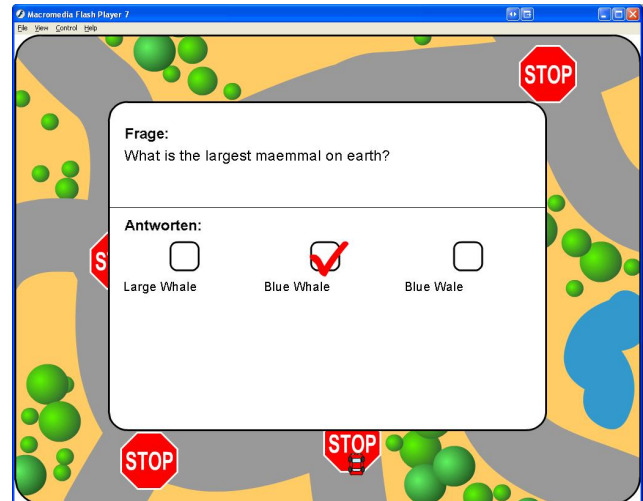 Macromedia Flash Player 7
File View Control Help
STOP
Frage:
What is the largest maemmal on earth?
Antworten:
S
Large Whale Blue Whale Blue Wale
STOP
STOP